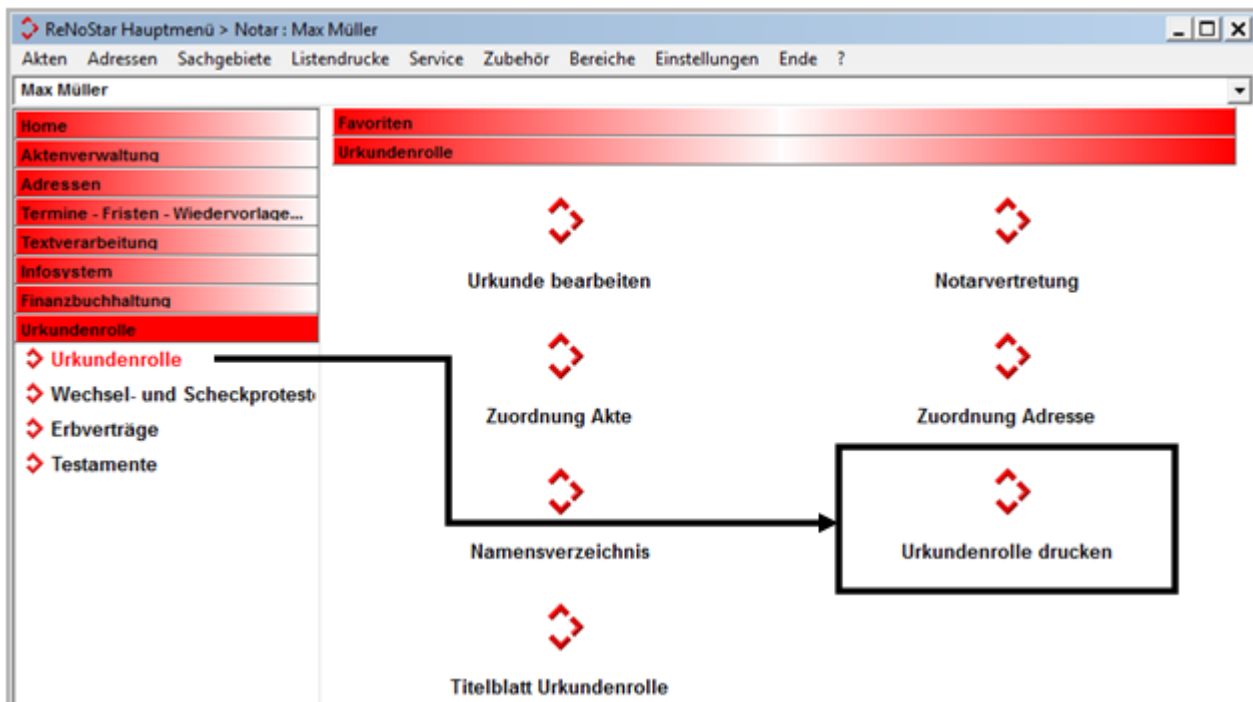 ReNoStar Hauptmenü > Notar : Max Müller
Akten Adressen Sachgebiete Listendrucke Service Zubehör Bereiche Einstellungen Ende ?
Max Müller
Home
Aktenverwaltung
Adressen
Termine - Fristen - Wiedervorlage...
Textverarbeitung
Infosystem
Finanzbuchhaltung
Urkundenrolle
Urkundenrolle
Wechsel- und Scheckproteste
Erbverträge
Testamente
Favoriten
Urkundenrolle
Urkunde bearbeiten
Notarvertretung
Zuordnung Akte
Zuordnung Adresse
Namensverzeichnis
Urkundenrolle drucken
Titelblatt Urkundenrolle